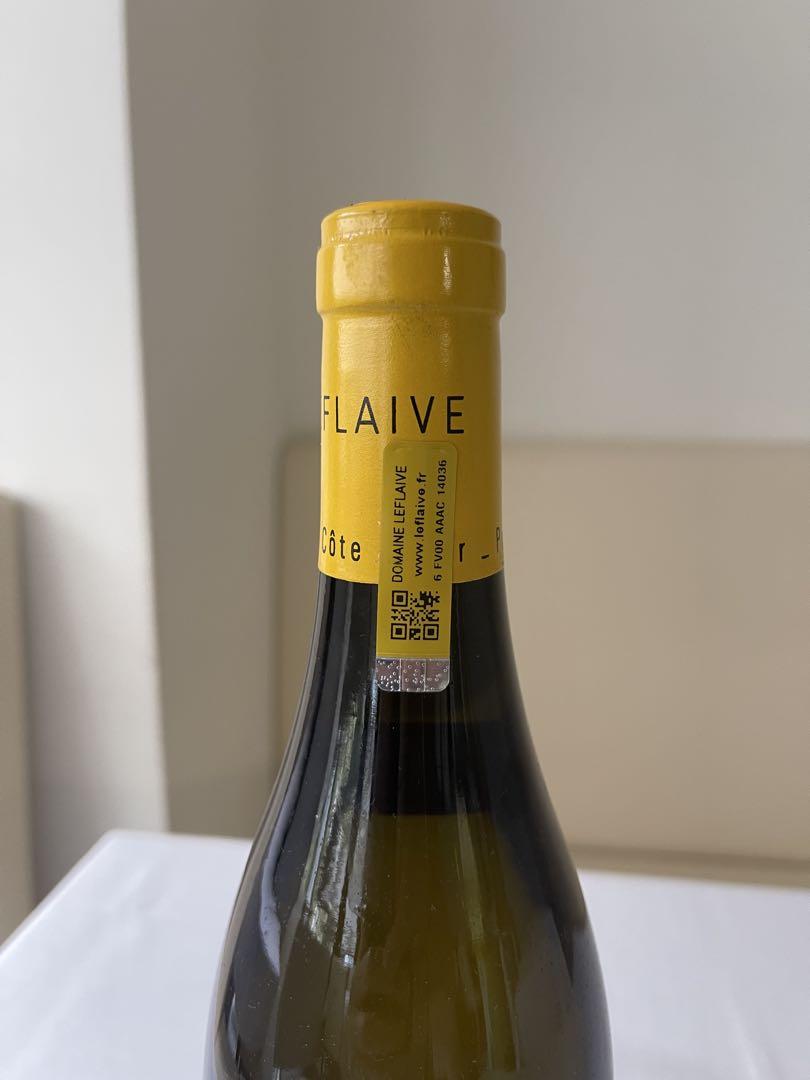 FLAIVE
DOMAINE LEFLAIVE
www.leflaive.fr
6 FV00 AAAC 14036
Côte r _ P